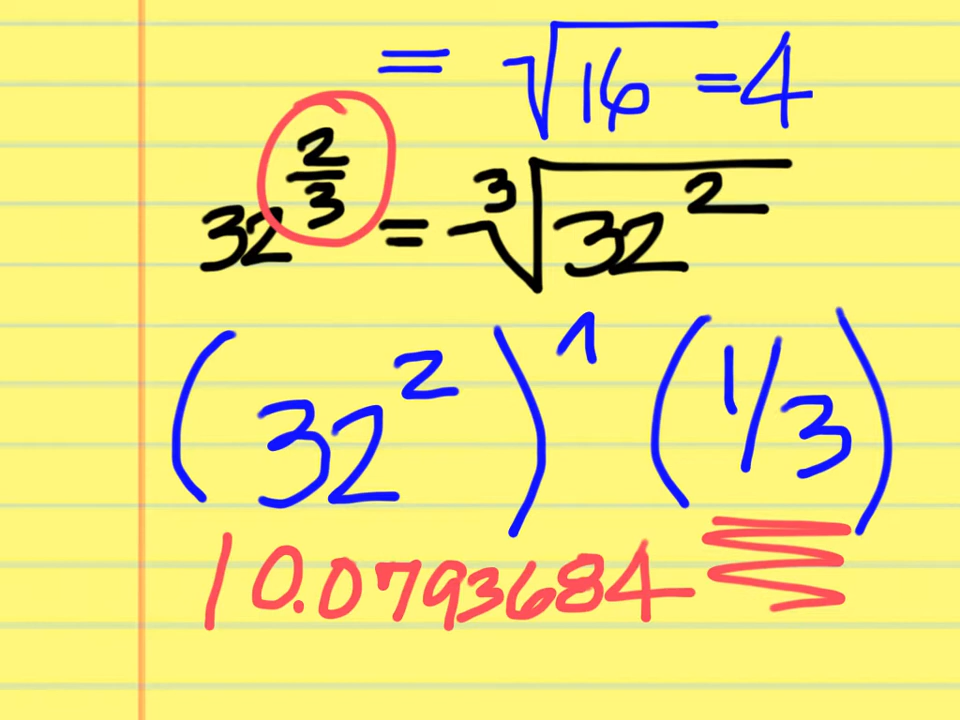 = √16 = 4
32^(2/3) = ∛32²
(32²)^(1/3)
10.0793684